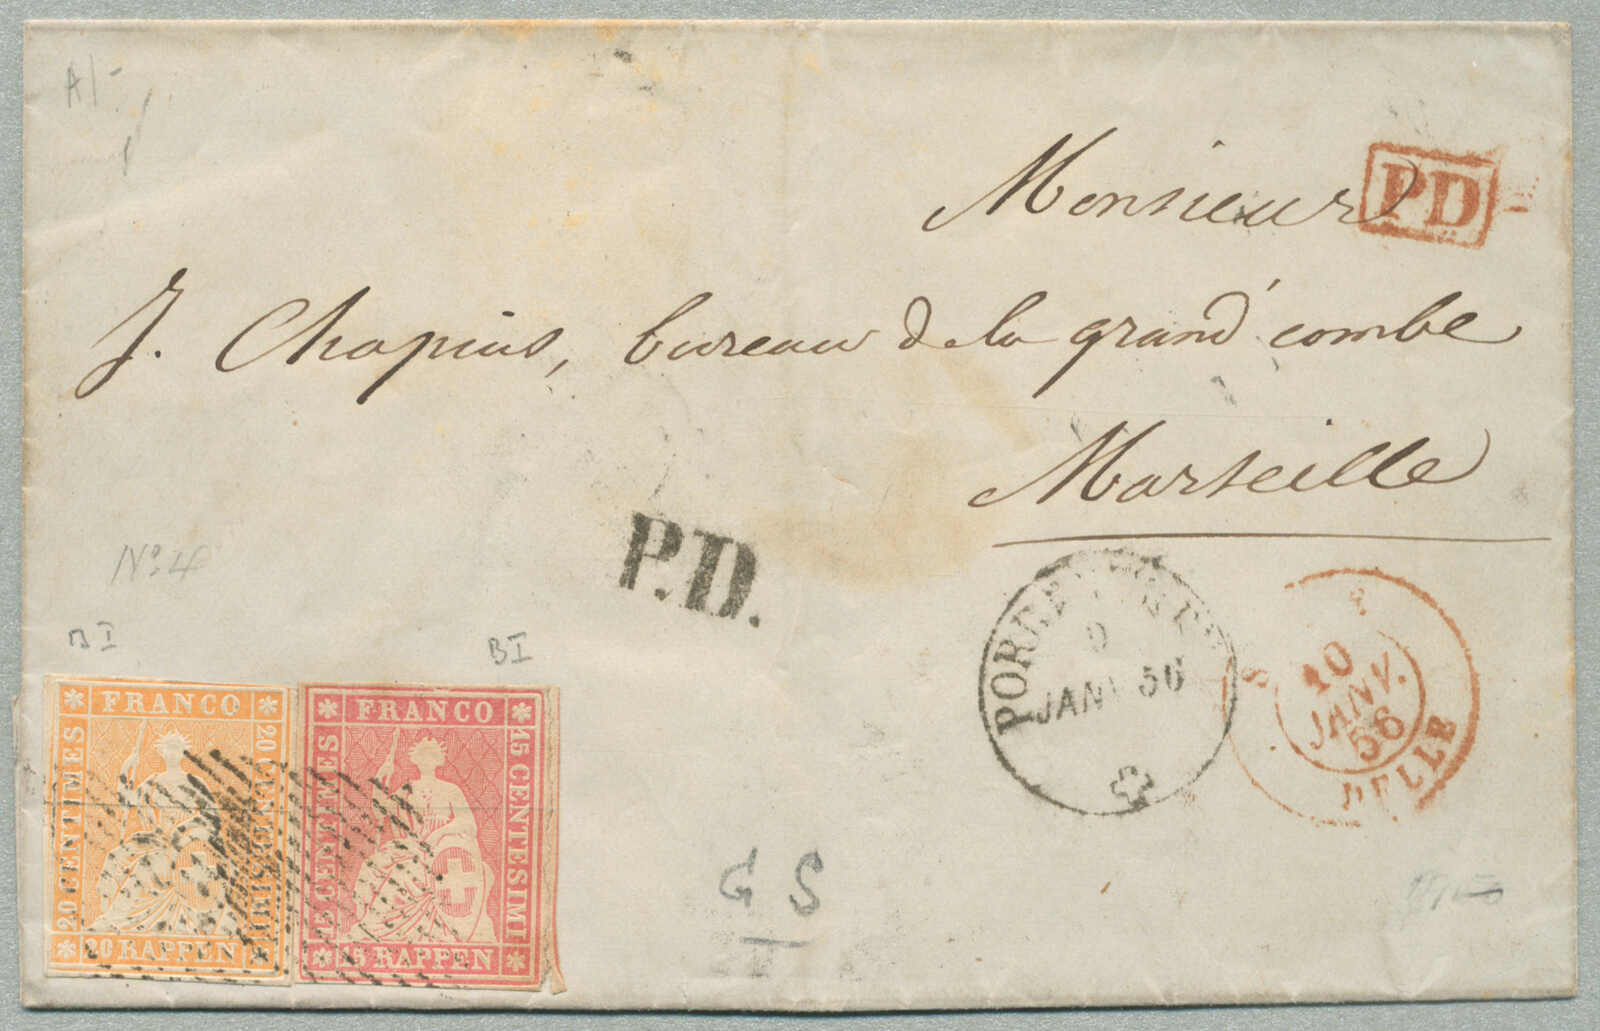 A/-
Monsieur
PD
J. Chapuis, bureau de la grand' combe
Marseille
P.D.
No. 4
B I
B I
PORRENTRUY
9
JANV 56
10
JANV.
56
DELLE
FRANCO
20 CENTIMES
20 CENTESIMI
20 RAPPEN
FRANCO
15 CENTIMES
15 CENTESIMI
15 RAPPEN
G S